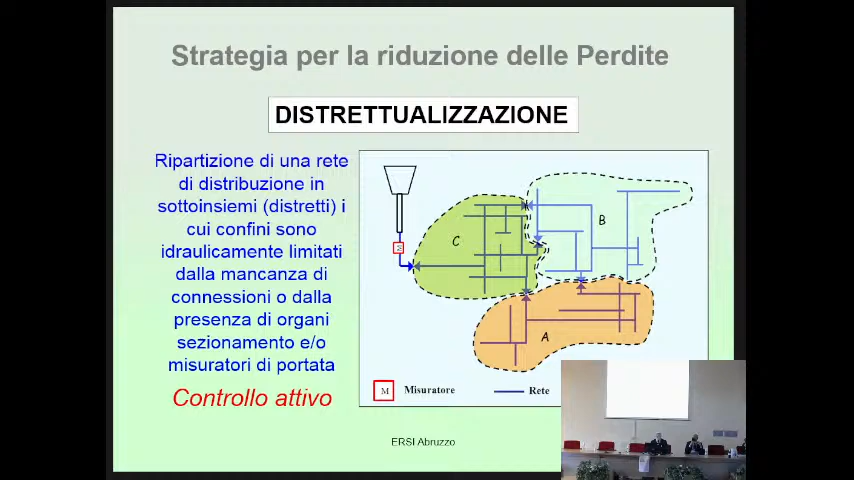 Strategia per la riduzione delle Perdite
DISTRETTUALIZZAZIONE
Ripartizione di una rete
di distribuzione in
sottoinsiemi (distretti) i
cui confini sono
idraulicamente limitati
dalla mancanza di
connessioni o dalla
presenza di organi
sezionamento e/o
misuratori di portata
Controllo attivo
M
C
B
A
M Misuratore
Rete
ERSI Abruzzo